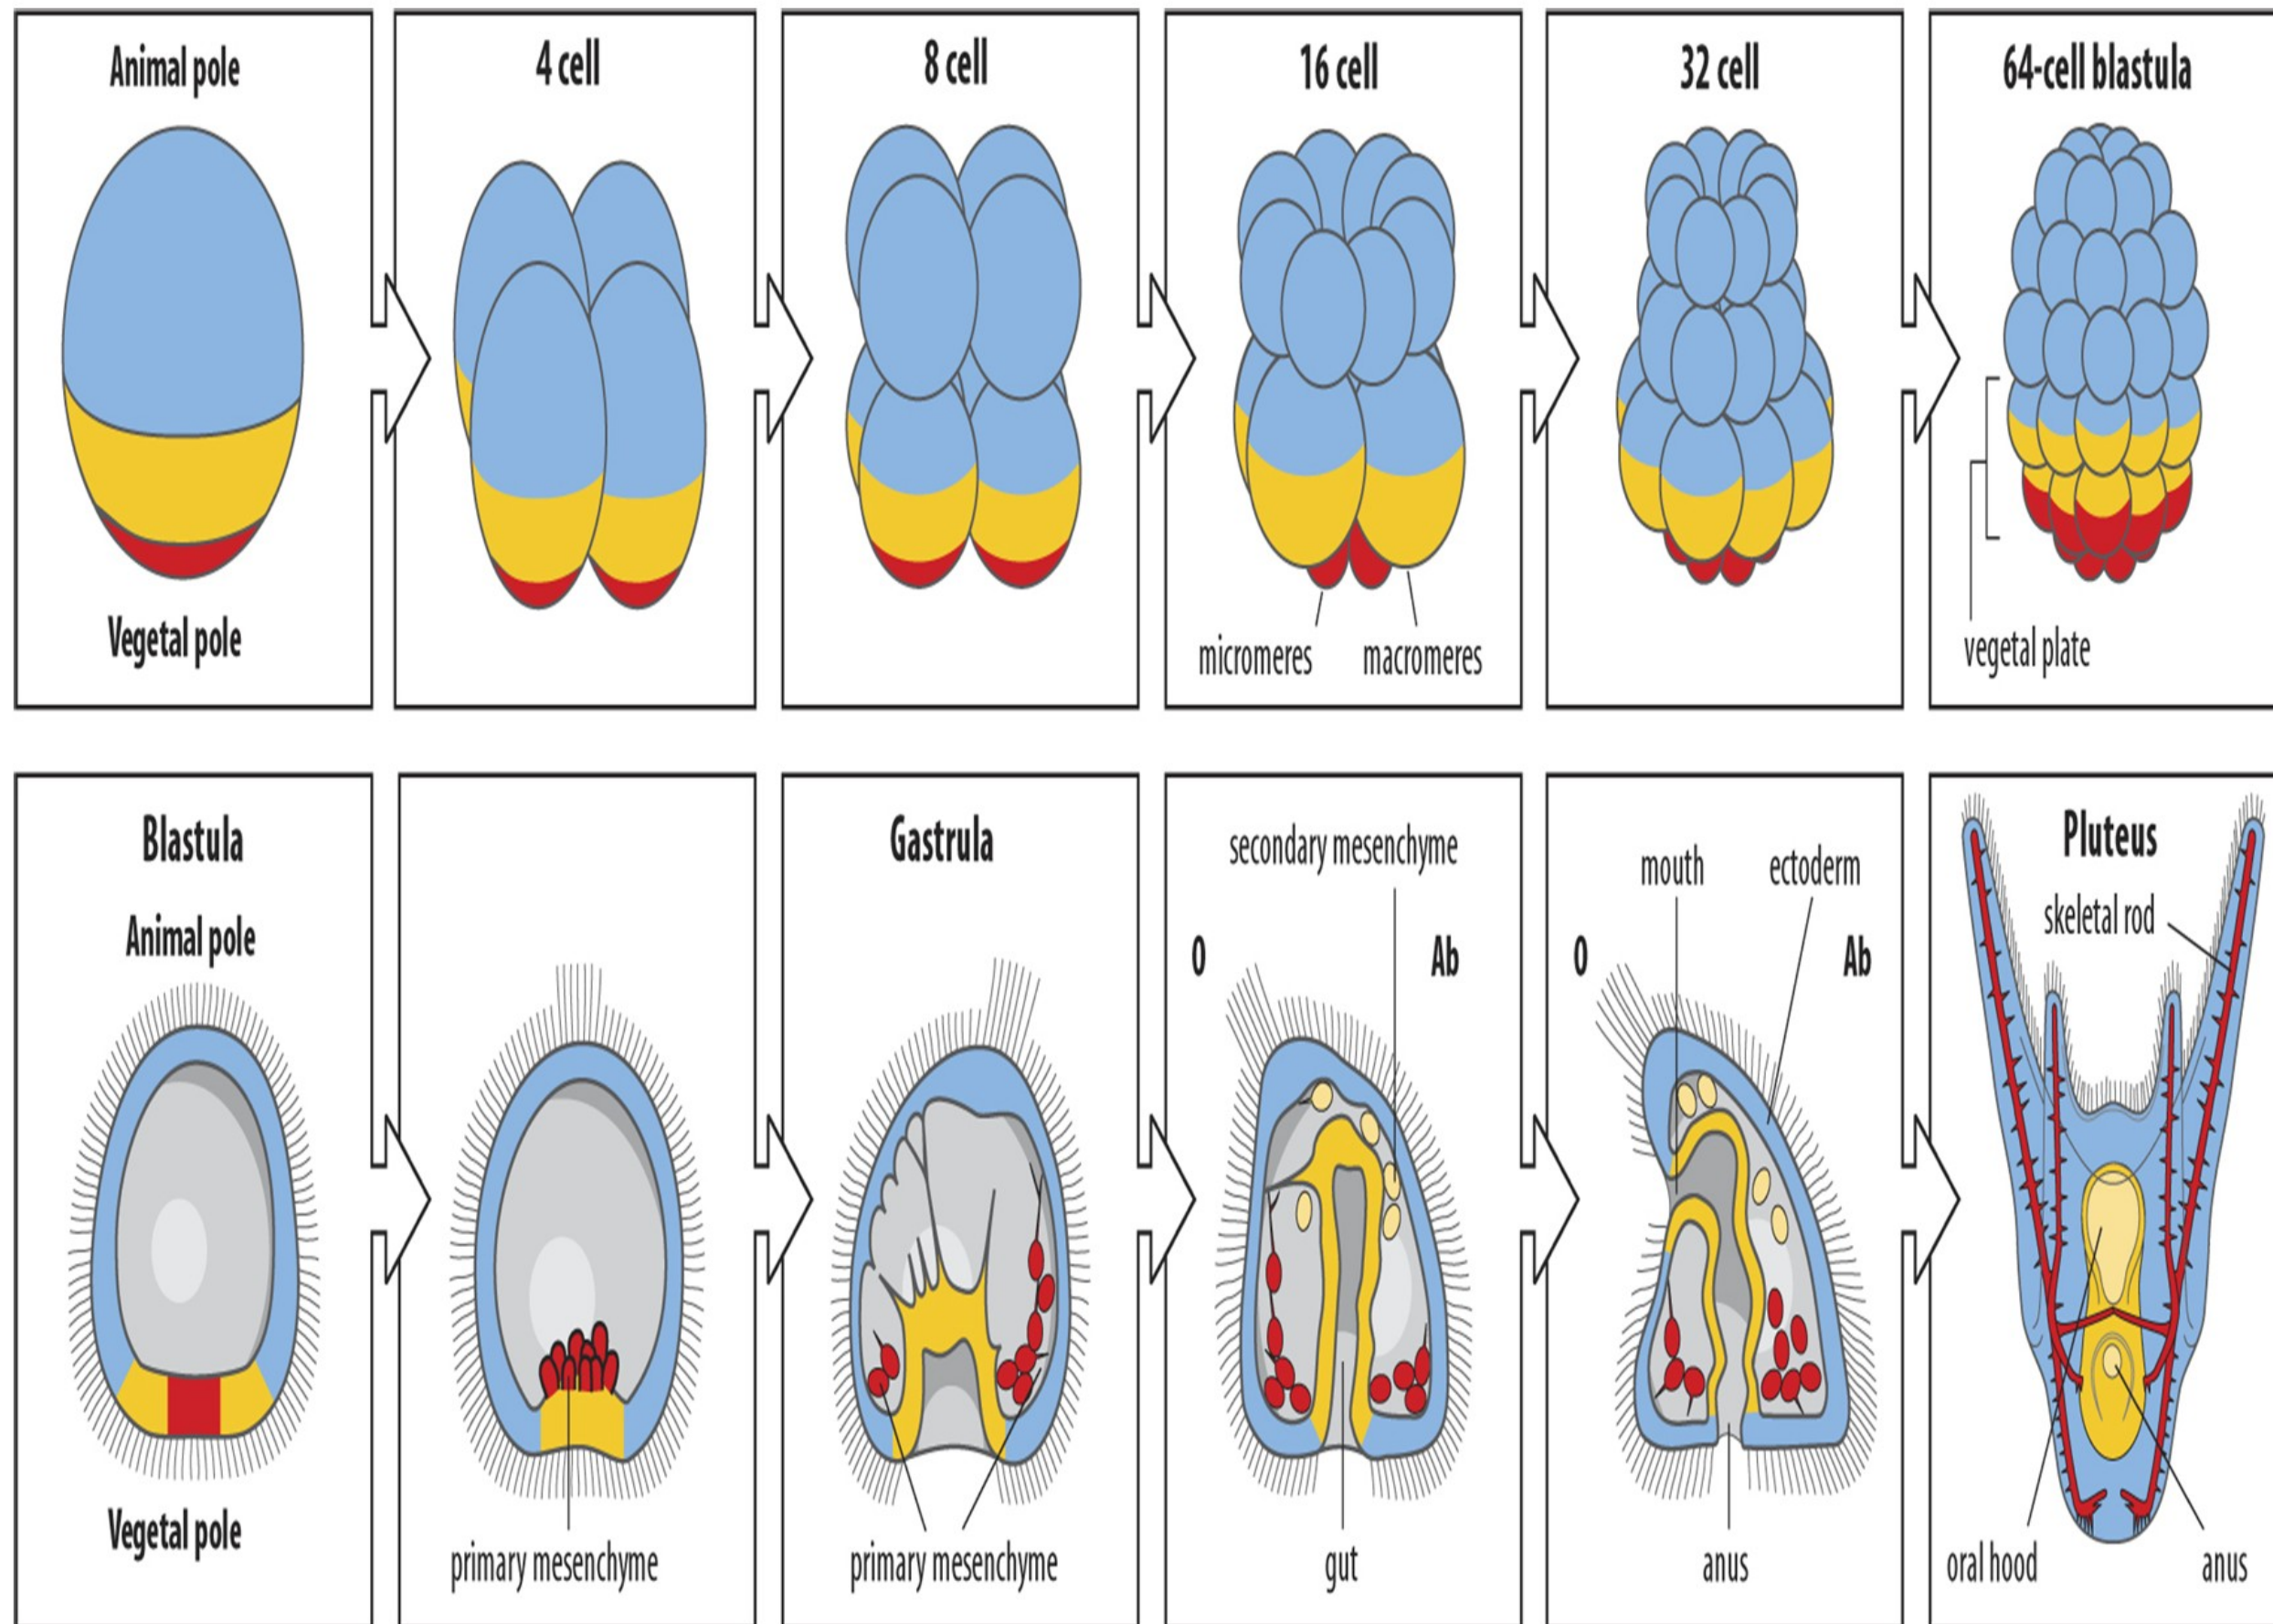 Animal pole
Vegetal pole
4 cell
8 cell
16 cell
micromeres
macromeres
32 cell
64-cell blastula
vegetal plate
Blastula
Animal pole
Vegetal pole
primary mesenchyme
Gastrula
primary mesenchyme
secondary mesenchyme
O
Ab
gut
mouth
ectoderm
O
Ab
anus
Pluteus
skeletal rod
oral hood
anus